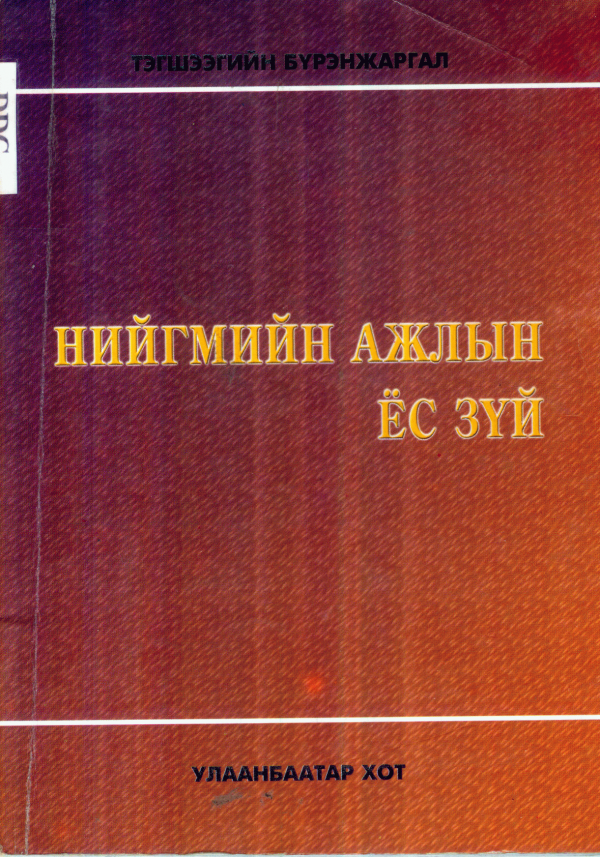 ТЭГШЭЭГИЙН БҮРЭНЖАРГАЛ
НИЙГМИЙН АЖЛЫН
ЁС ЗҮЙ
УЛААНБААТАР ХОТ